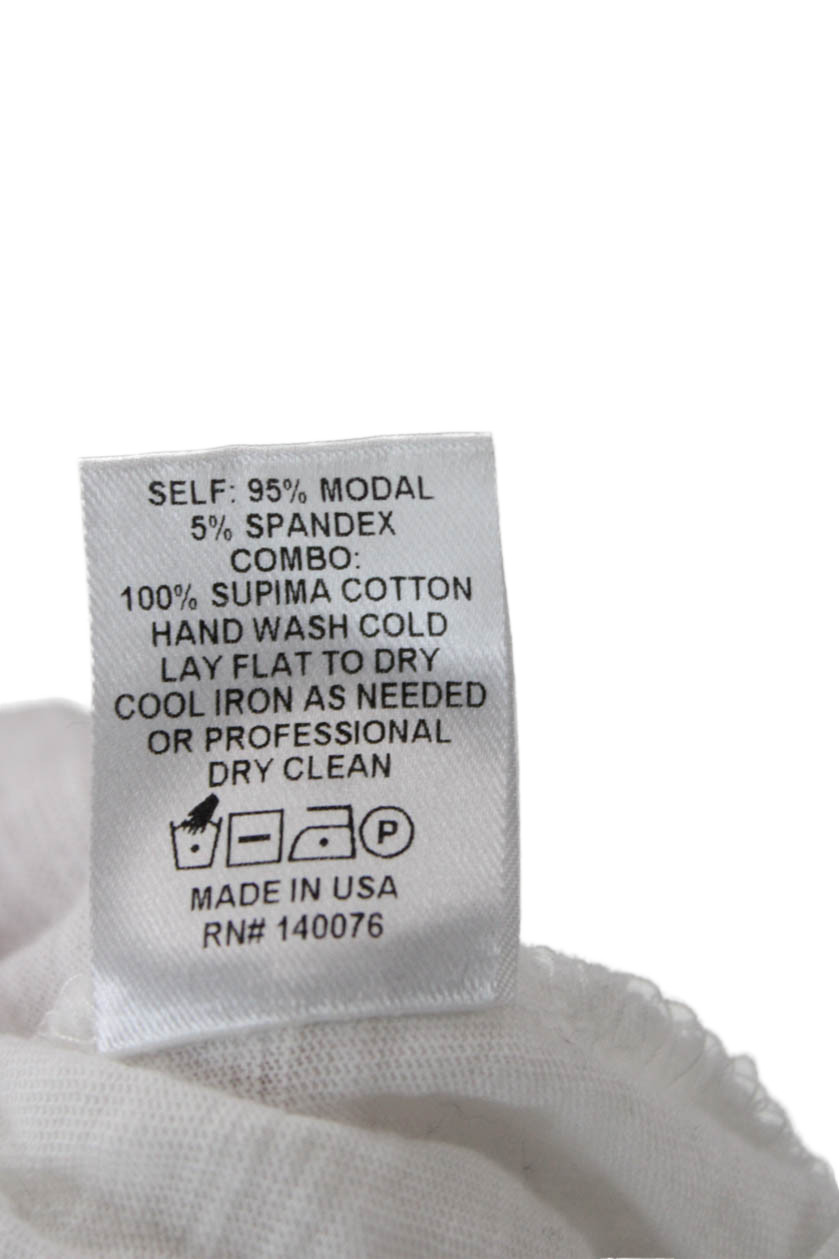 SELF: 95% MODAL
5% SPANDEX
COMBO:
100% SUPIMA COTTON
HAND WASH COLD
LAY FLAT TO DRY
COOL IRON AS NEEDED
OR PROFESSIONAL
DRY CLEAN
P
MADE IN USA
RN# 140076